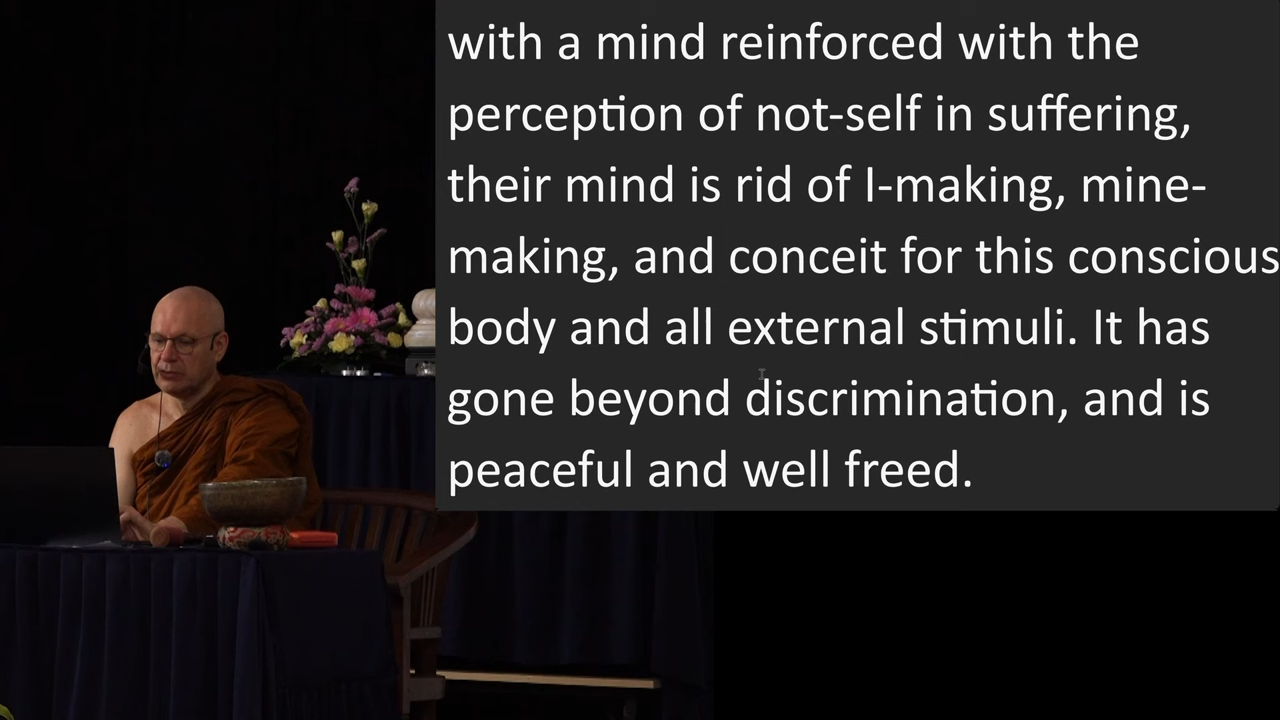 with a mind reinforced with the
perception of not-self in suffering,
their mind is rid of I-making, mine-
making, and conceit for this conscious
body and all external stimuli. It has
gone beyond discrimination, and is
peaceful and well freed.